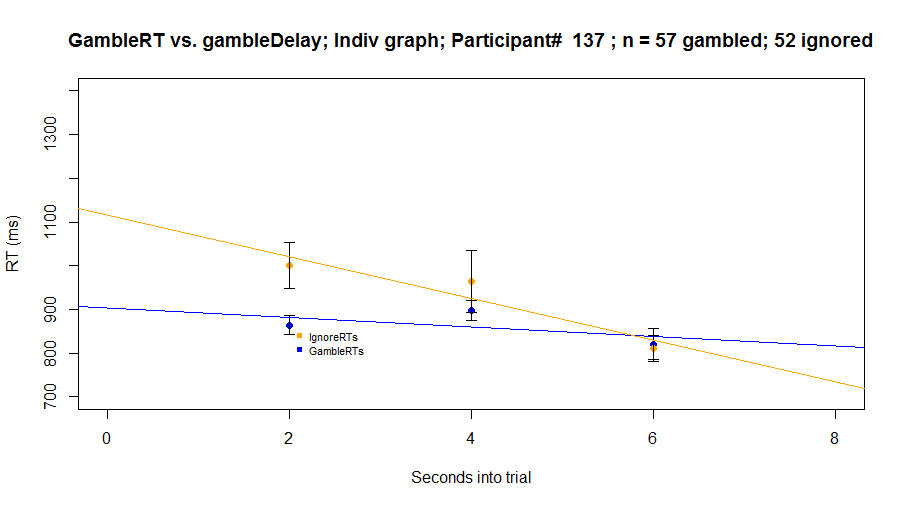 GambleRT vs. gambleDelay; Indiv graph; Participant#  137 ; n = 57 gambled; 52 ignored
RT (ms)
1300
1100
900
800
700
IgnoreRTs
GambleRTs
0 2 4 6 8
Seconds into trial